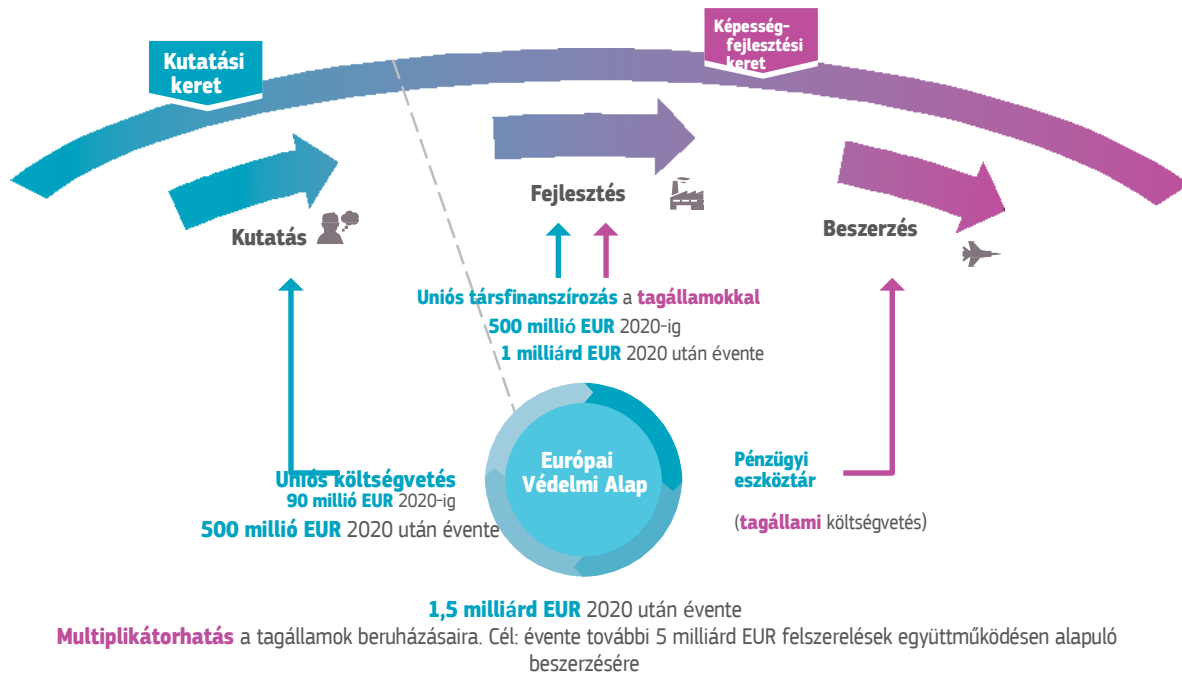 Kutatási
keret
Képesség-
fejlesztési
keret
Kutatás
Fejlesztés
Beszerzés
Uniós társfinanszírozás a tagállamokkal
500 millió EUR 2020-ig
1 milliárd EUR 2020 után évente
Uniós költségvetés
90 millió EUR 2020-ig
500 millió EUR 2020 után évente
Európai
Védelmi Alap
Pénzügyi
eszköztár
(tagállami költségvetés)
1,5 milliárd EUR 2020 után évente
Multiplikátorhatás a tagállamok beruházásaira. Cél: évente további 5 milliárd EUR felszerelések együttműködésen alapuló
beszerzésére